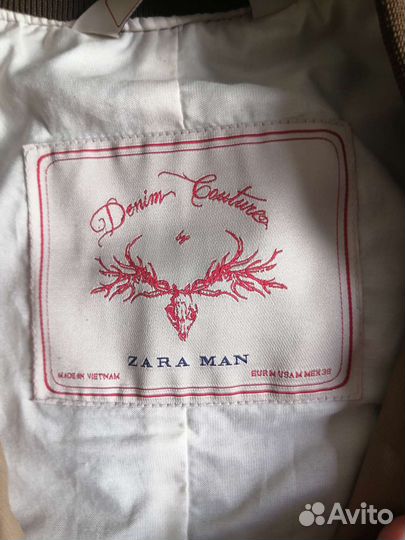 Denim Couture
by
ZARA MAN
MADE IN VIETNAM
EUR M USA M MEX 38
Avito